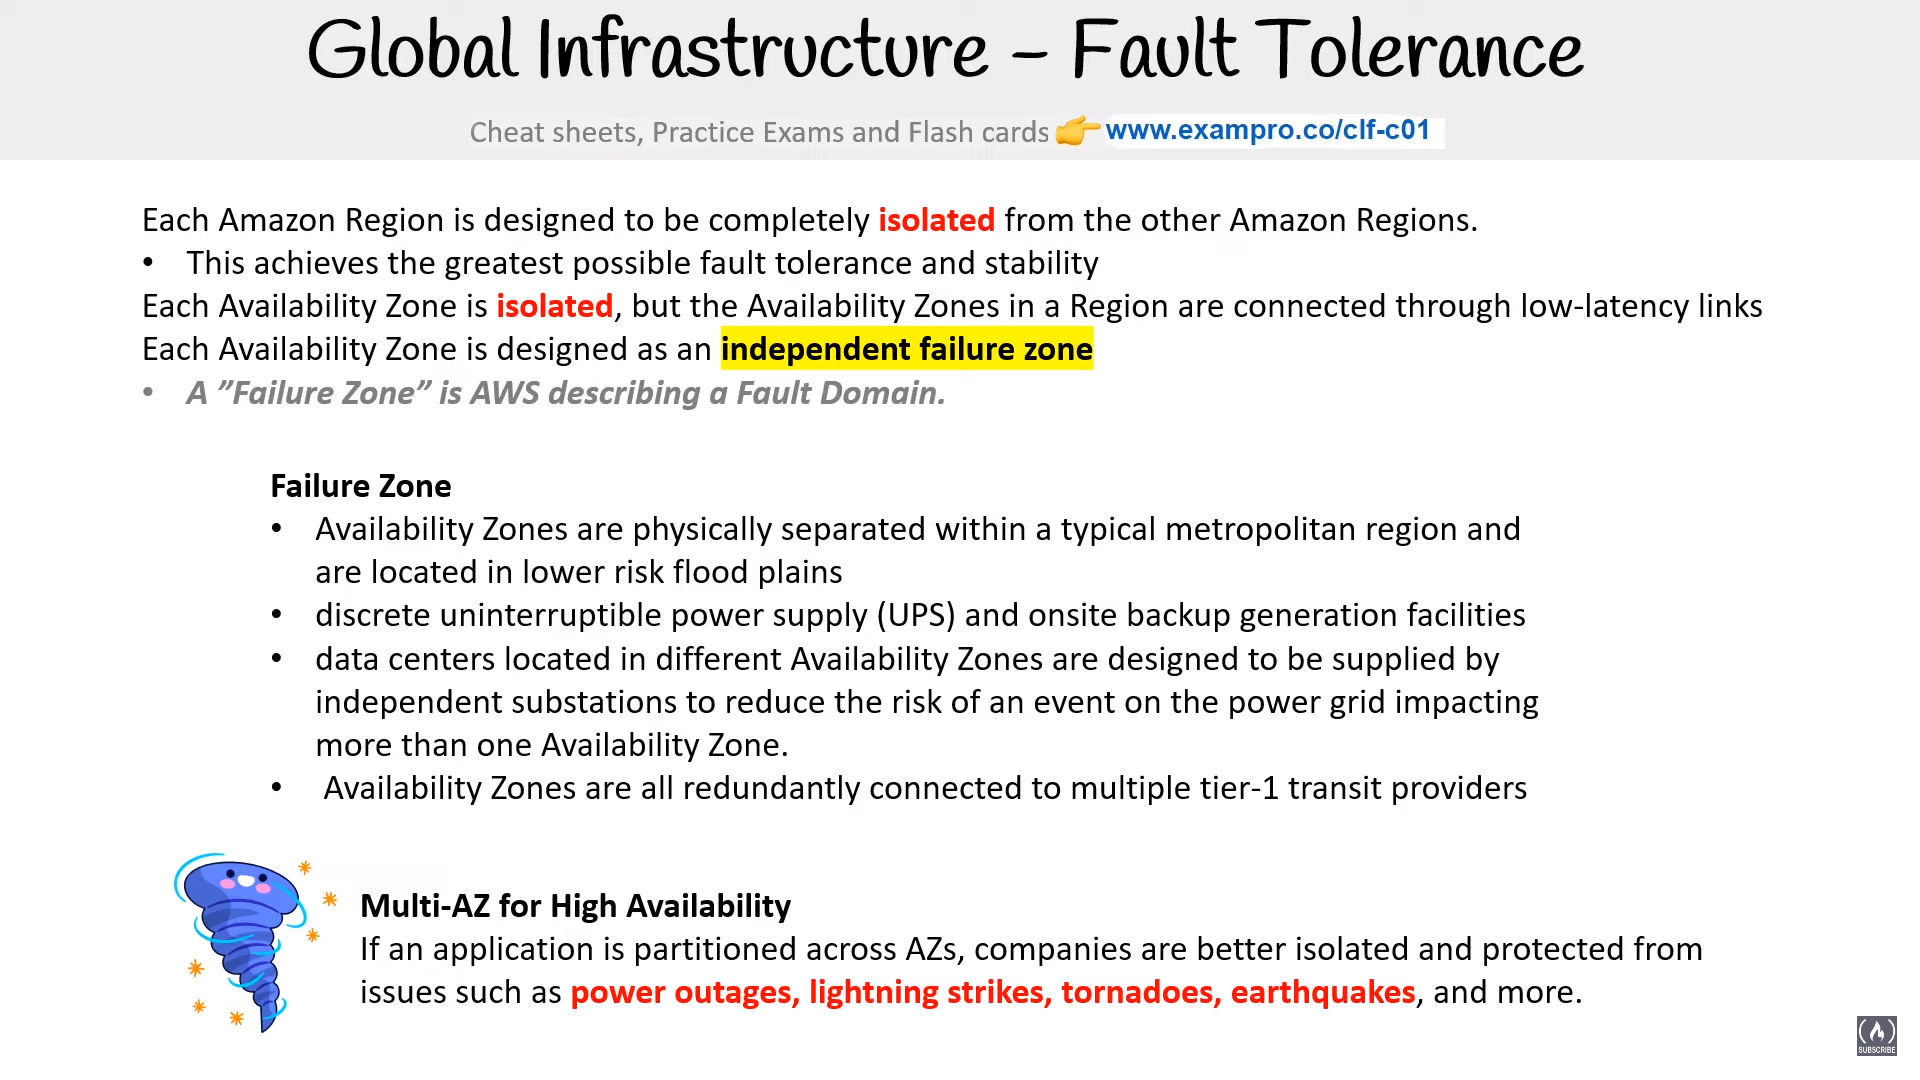 Global Infrastructure – Fault Tolerance
Cheat sheets, Practice Exams and Flash cards 👉 www.exampro.co/clf-c01
Each Amazon Region is designed to be completely isolated from the other Amazon Regions.
• This achieves the greatest possible fault tolerance and stability
Each Availability Zone is isolated, but the Availability Zones in a Region are connected through low-latency links
Each Availability Zone is designed as an independent failure zone
• A ”Failure Zone” is AWS describing a Fault Domain.
Failure Zone
• Availability Zones are physically separated within a typical metropolitan region and
are located in lower risk flood plains
• discrete uninterruptible power supply (UPS) and onsite backup generation facilities
• data centers located in different Availability Zones are designed to be supplied by
independent substations to reduce the risk of an event on the power grid impacting
more than one Availability Zone.
• Availability Zones are all redundantly connected to multiple tier-1 transit providers
Multi-AZ for High Availability
If an application is partitioned across AZs, companies are better isolated and protected from
issues such as power outages, lightning strikes, tornadoes, earthquakes, and more.
SUBSCRIBE